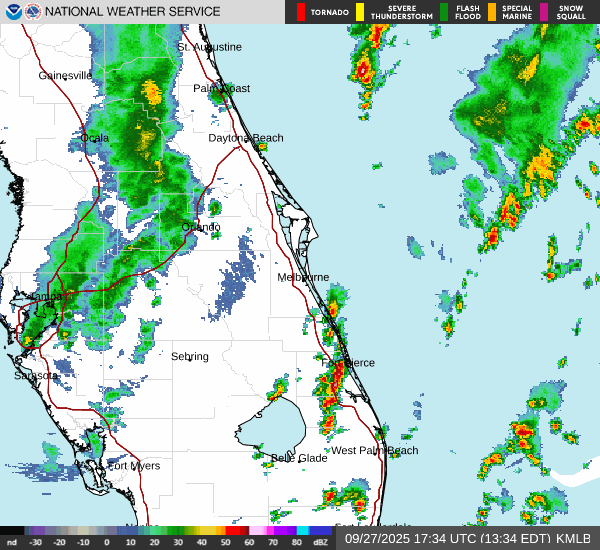 NATIONAL WEATHER SERVICE
TORNADO
SEVERE THUNDERSTORM
FLASH FLOOD
SPECIAL MARINE
SNOW SQUALL
St. Augustine
Gainesville
Palm Coast
Ocala
Daytona Beach
Orlando
Melbourne
Tampa
Sebring
Fort Pierce
Sarasota
West Palm Beach
Belle Glade
Fort Myers
nd -30 -20 -10 0 10 20 30 40 50 60 70 80 dBZ
09/27/2025 17:34 UTC (13:34 EDT) KMLB